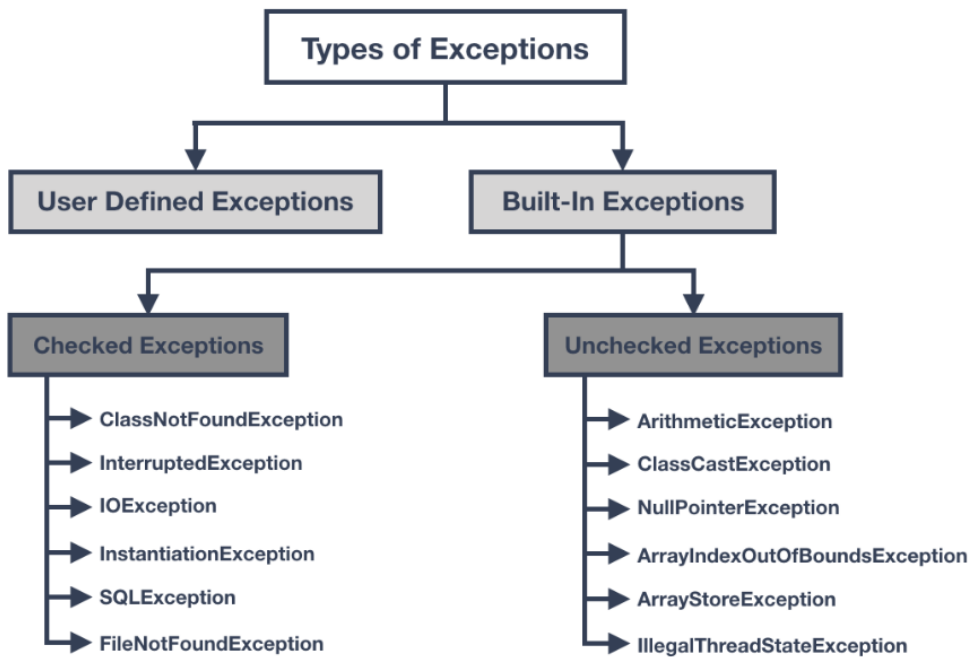 Types of Exceptions
User Defined Exceptions
Built-In Exceptions
Checked Exceptions
ClassNotFoundException
InterruptedException
IOException
InstantiationException
SQLException
FileNotFoundException
Unchecked Exceptions
ArithmeticException
ClassCastException
NullPointerException
ArrayIndexOutOfBoundsException
ArrayStoreException
IllegalThreadStateException